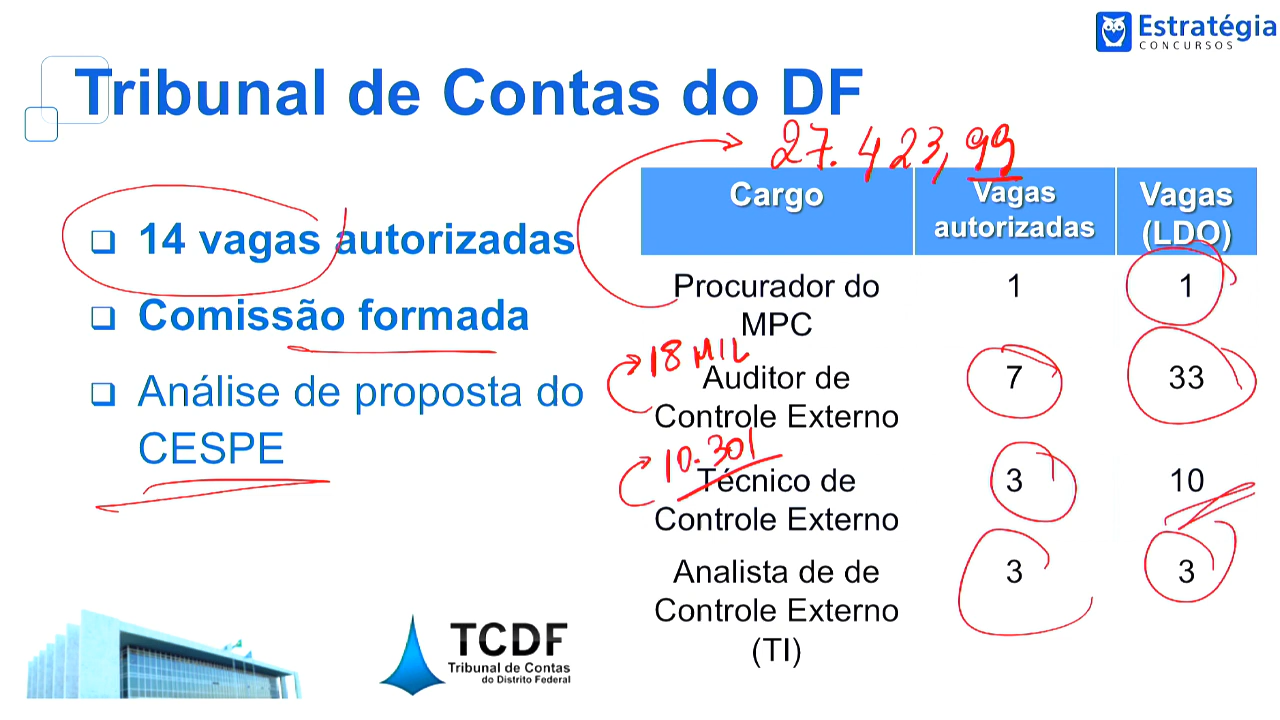 Estratégia
CONCURSOS
Tribunal de Contas do DF
27.423,99
❑ 14 vagas autorizadas
❑ Comissão formada
❑ Análise de proposta do
CESPE
Cargo
Vagas
autorizadas
Vagas
(LDO)
Procurador do
MPC
1
1
18 MIL
Auditor de
Controle Externo
7
33
10.301
Técnico de
Controle Externo
3
10
Analista de de
Controle Externo
(TI)
3
3
TCDF
Tribunal de Contas
do Distrito Federal